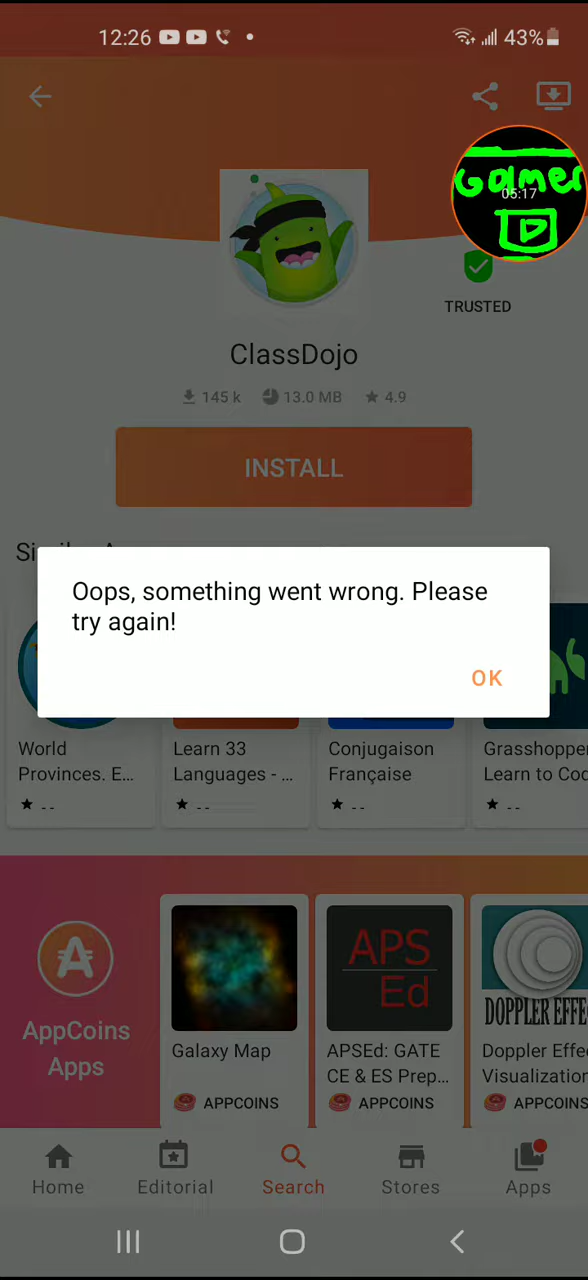 12:26
43%
Gamer
05:17
TRUSTED
ClassDojo
145 k
13.0 MB
4.9
INSTALL
Oops, something went wrong. Please
try again!
OK
World
Provinces. E...
Learn 33
Languages - ...
Conjugaison
Française
Grasshopper
Learn to Cod
--
--
--
--
AppCoins
Apps
Galaxy Map
APPCOINS
APS
Ed
APSEd: GATE
CE & ES Prep...
APPCOINS
DOPPLER EFFE
Doppler Effe
Visualization
APPCOINS
Home
Editorial
Search
Stores
Apps